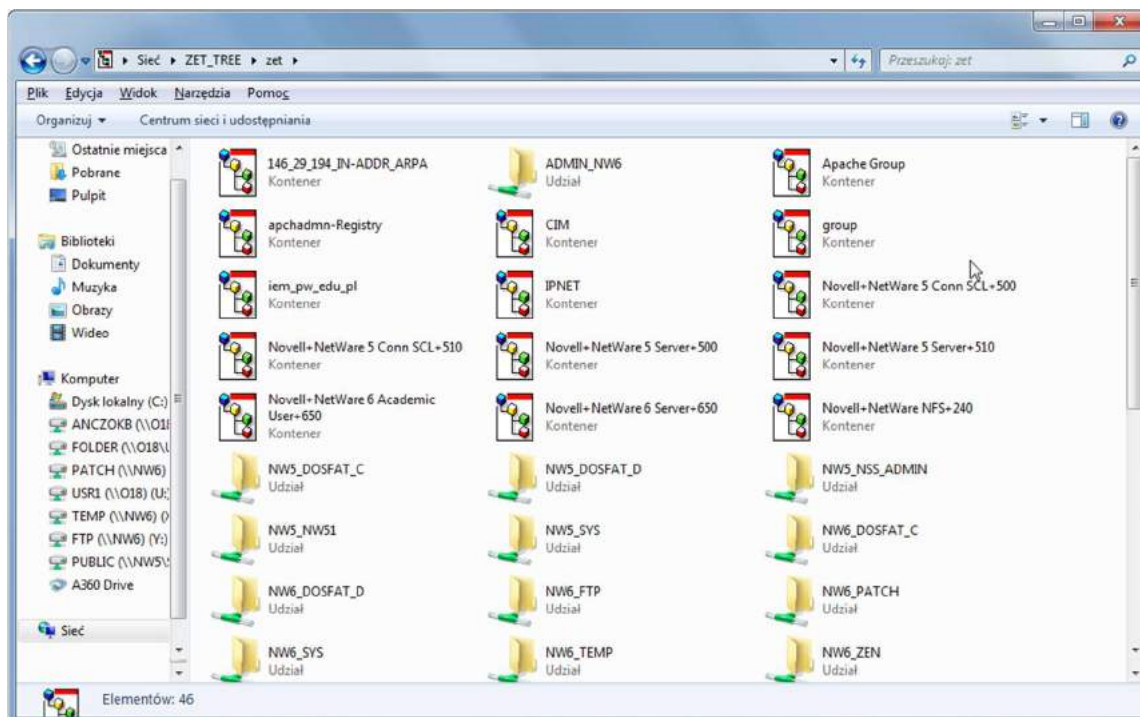 Sieć ▸ ZET_TREE ▸ zet ▸
Przeszukaj: zet
Plik Edycja Widok Narzędzia Pomoc
Organizuj Centrum sieci i udostępniania
Ostatnie miejsca
Pobrane
Pulpit
Biblioteki
Dokumenty
Muzyka
Obrazy
Wideo
Komputer
Dysk lokalny (C:)
ANCZOKB (\\O18
FOLDER (\\O18\
PATCH (\\NW6)
USR1 (\\O18) (U:
TEMP (\\NW6) (
FTP (\\NW6) (Y:)
PUBLIC (\\NW5\
A360 Drive
Sieć
146_29_194_IN-ADDR_ARPA
Kontener
ADMIN_NW6
Udział
Apache Group
Kontener
apchadmn-Registry
Kontener
CIM
Kontener
group
Kontener
iem_pw_edu_pl
Kontener
IPNET
Kontener
Novell+NetWare 5 Conn SCL+500
Kontener
Novell+NetWare 5 Conn SCL+510
Kontener
Novell+NetWare 5 Server+500
Kontener
Novell+NetWare 5 Server+510
Kontener
Novell+NetWare 6 Academic
User+650
Kontener
Novell+NetWare 6 Server+650
Kontener
Novell+NetWare NFS+240
Kontener
NW5_DOSFAT_C
Udział
NW5_DOSFAT_D
Udział
NW5_NSS_ADMIN
Udział
NW5_NWS1
Udział
NW5_SYS
Udział
NW6_DOSFAT_C
Udział
NW6_DOSFAT_D
Udział
NW6_FTP
Udział
NW6_PATCH
Udział
NW6_SYS
Udział
NW6_TEMP
Udział
NW6_ZEN
Udział
Elementów: 46